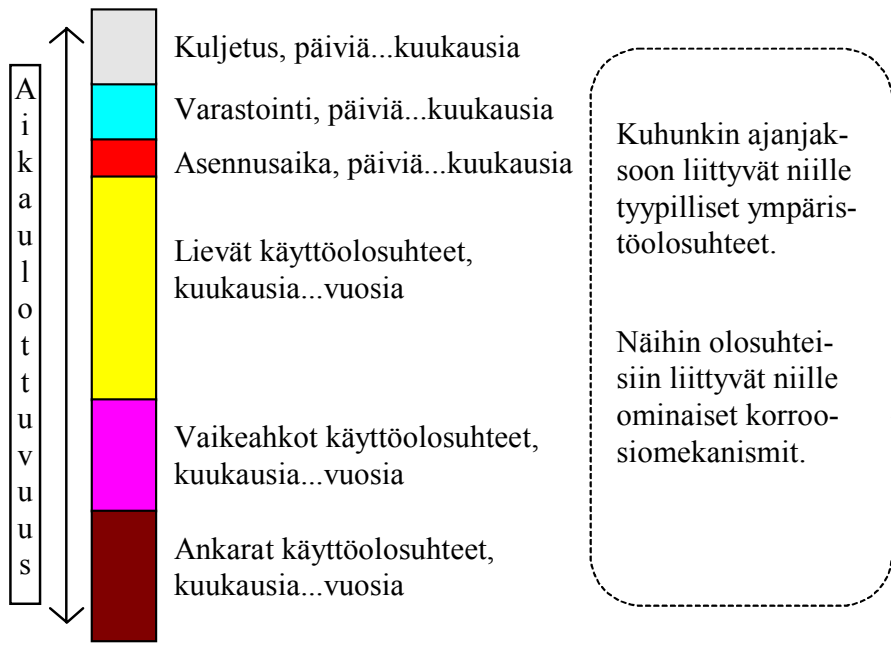 Aikaulottuvuus
Kuljetus, päiviä...kuukausia
Varastointi, päiviä...kuukausia
Asennusaika, päiviä...kuukausia
Lievät käyttöolosuhteet,
kuukausia...vuosia
Vaikeahkot käyttöolosuhteet,
kuukausia...vuosia
Ankarat käyttöolosuhteet,
kuukausia...vuosia
Kuhunkin ajanjak-
soon liittyvät niille
tyypilliset ympäris-
töolosuhteet.
Näihin olosuhtei-
siin liittyvät niille
ominaiset korroo-
siomekanismit.